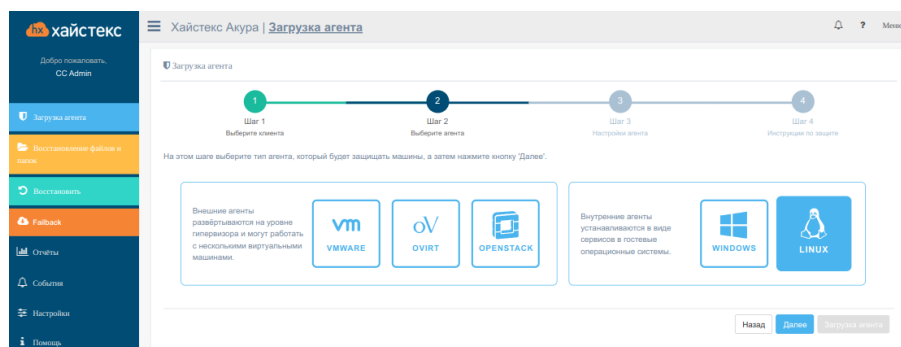 хайстекс
Хайстекс Акура | Загрузка агента
? Меню
Добро пожаловать,
CC Admin
Загрузка агента
Восстановление файлов и
папок
Восстановить
Failback
Отчёты
События
Настройки
Помощь
Загрузка агента
1 2 3 4
Шаг 1 Шаг 2 Шаг 3 Шаг 4
Выберите клиента Выберите агента Настройки агента Инструкции по защите
На этом шаге выберите тип агента, который будет защищать машины, а затем нажмите кнопку 'Далее'.
Внешние агенты
развёртываются на уровне
гипервизора и могут работать
с несколькими виртуальными
машинами.
vm
VMWARE
oV
OVIRT
OPENSTACK
Внутренние агенты
устанавливаются в виде
сервисов в гостевые
операционные системы.
WINDOWS
LINUX
Назад Далее Загрузка агента